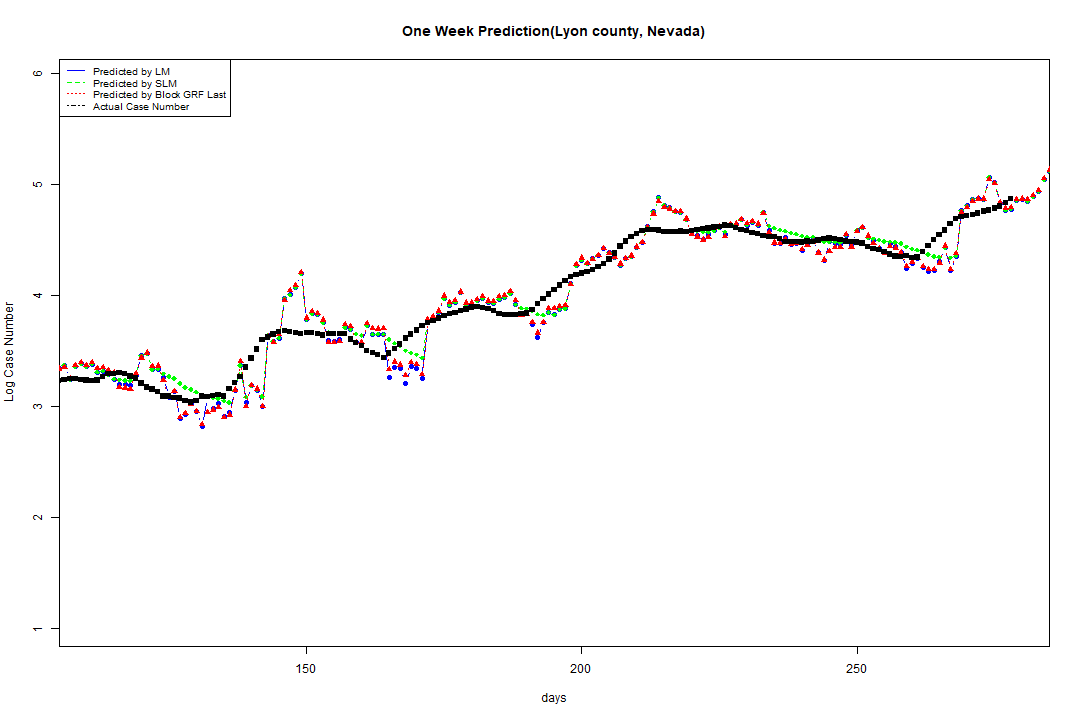 One Week Prediction(Lyon county, Nevada)
Predicted by LM
Predicted by SLM
Predicted by Block GRF Last
Actual Case Number
6
5
4
3
2
1
Log Case Number
150
200
250
days